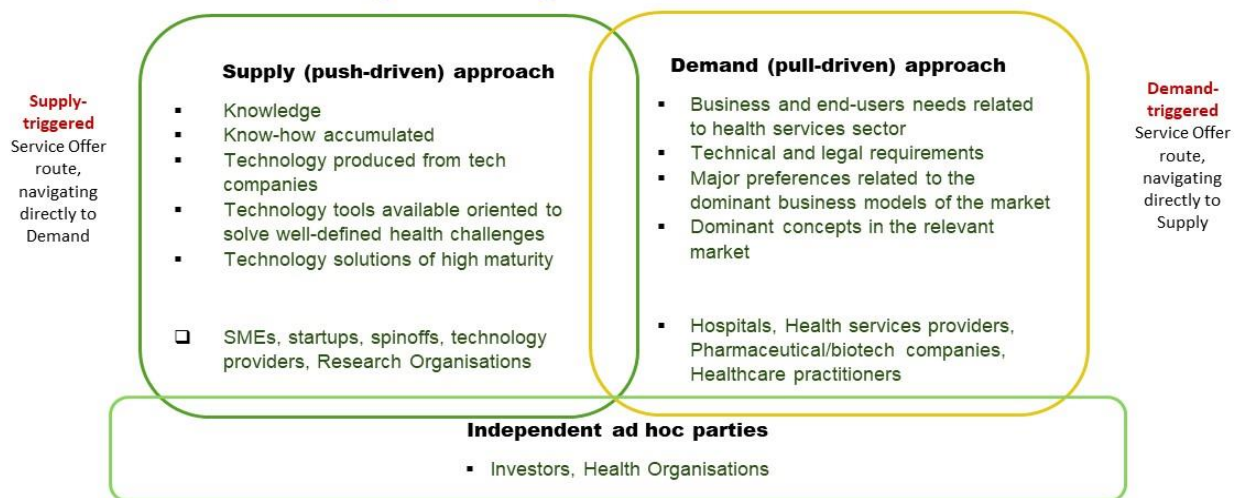 Supply-
triggered
Service Offer
route,
navigating
directly to
Demand
Supply (push-driven) approach
▪ Knowledge
▪ Know-how accumulated
▪ Technology produced from tech
companies
▪ Technology tools available oriented to
solve well-defined health challenges
▪ Technology solutions of high maturity
❑ SMEs, startups, spinoffs, technology
providers, Research Organisations
Demand (pull-driven) approach
▪ Business and end-users needs related
to health services sector
▪ Technical and legal requirements
▪ Major preferences related to the
dominant business models of the market
▪ Dominant concepts in the relevant
market
▪ Hospitals, Health services providers,
Pharmaceutical/biotech companies,
Healthcare practitioners
Demand-
triggered
Service Offer
route,
navigating
directly to
Supply
Independent ad hoc parties
▪ Investors, Health Organisations